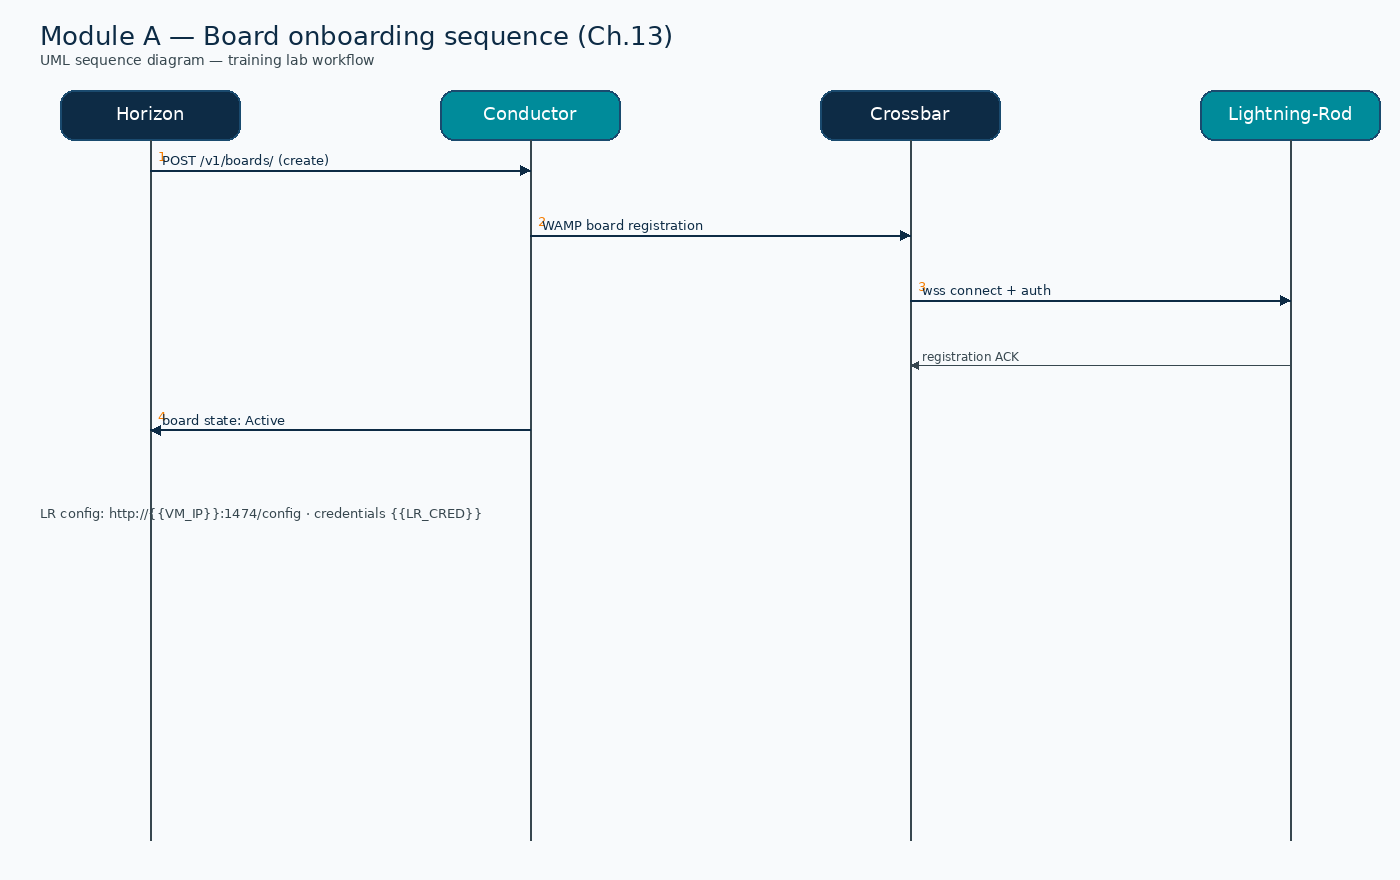 Module A — Board onboarding sequence (Ch.13)
UML sequence diagram — training lab workflow
Horizon
Conductor
Crossbar
Lightning-Rod
1
POST /v1/boards/ (create)
2
WAMP board registration
3
wss connect + auth
registration ACK
4
board state: Active
LR config: http://{{VM_IP}}:1474/config · credentials {{LR_CRED}}